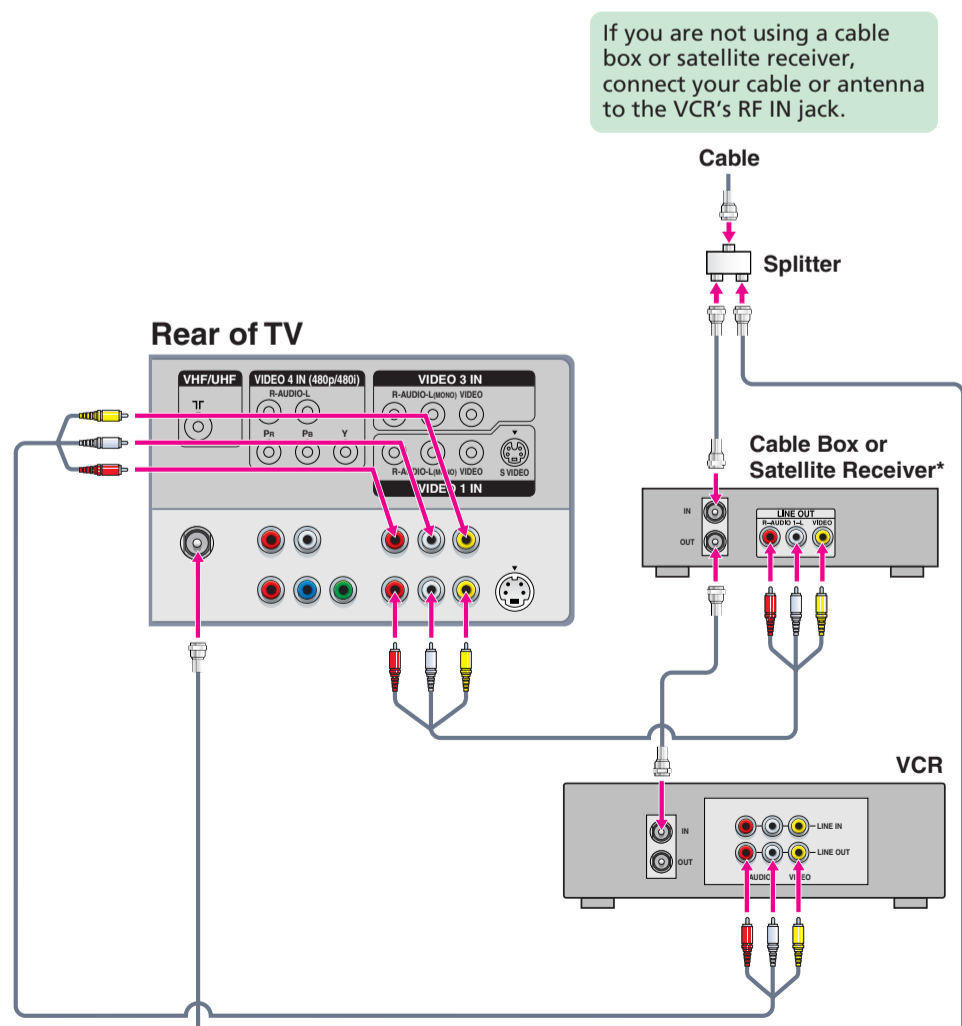 If you are not using a cable
box or satellite receiver,
connect your cable or antenna
to the VCR's RF IN jack.
Cable
Splitter
Rear of TV
VHF/UHF
VIDEO 4 IN (480p/480i)
R-AUDIO-L
PR PB Y
VIDEO 3 IN
R-AUDIO-L(MONO) VIDEO
R-AUDIO-L(MONO) VIDEO
S VIDEO
VIDEO 1 IN
Cable Box or
Satellite Receiver*
IN
OUT
LINE OUT
R-AUDIO 1-L VIDEO
VCR
IN
OUT
LINE IN
LINE OUT
AUDIO VIDEO